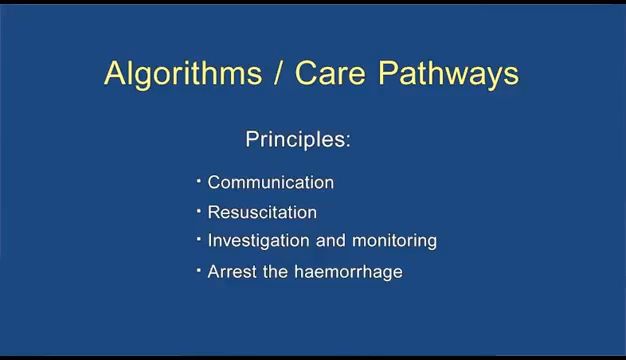 Algorithms / Care Pathways
Principles:
· Communication
· Resuscitation
· Investigation and monitoring
· Arrest the haemorrhage